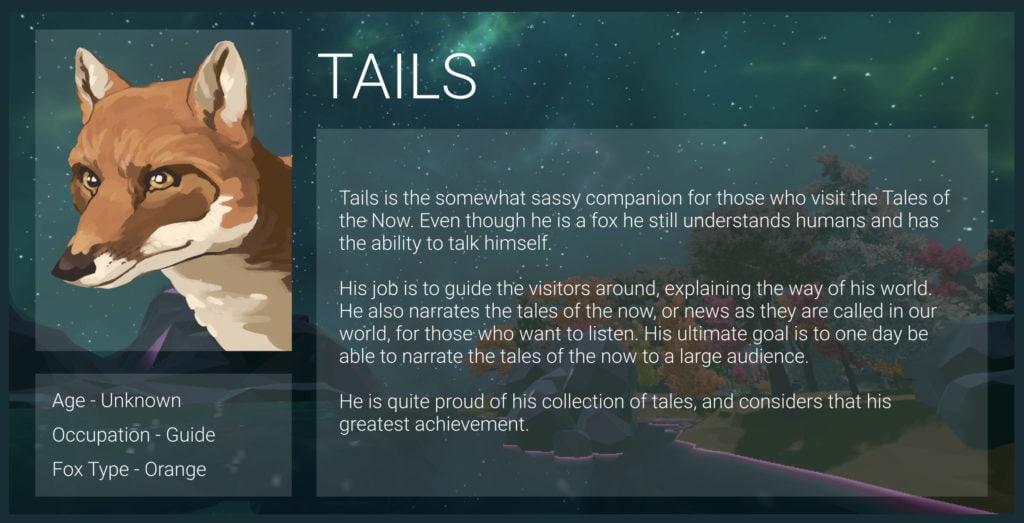 TAILS
Tails is the somewhat sassy companion for those who visit the Tales of
the Now. Even though he is a fox he still understands humans and has
the ability to talk himself.
His job is to guide the visitors around, explaining the way of his world.
He also narrates the tales of the now, or news as they are called in our
world, for those who want to listen. His ultimate goal is to one day be
able to narrate the tales of the now to a large audience.
He is quite proud of his collection of tales, and considers that his
greatest achievement.
Age - Unknown
Occupation - Guide
Fox Type - Orange